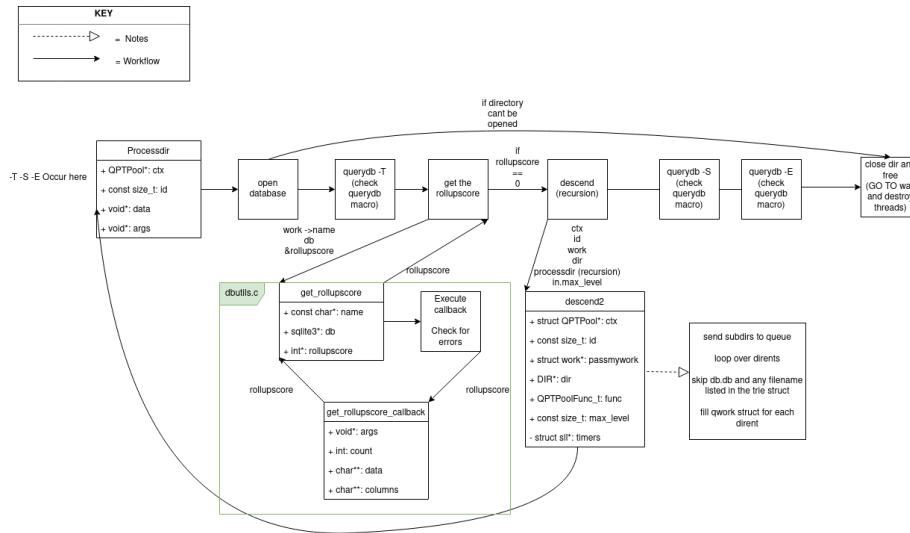 KEY
= Notes
= Workflow
if directory
cant be
opened
-T -S -E Occur here
Processdir
+ QPTPool*: ctx
+ const size_t: id
+ void*: data
+ void*: args
open
database
querydb -T
(check
querydb
macro)
get the
rollupscore
if
rollupscore
==
0
descend
(recursion)
querydb -S
(check
querydb
macro)
querydb -E
(check
querydb
macro)
close dir an
free
(GO TO wa
and destro
threads)
work ->name
db
&rollupscore
rollupscore
ctx
id
work
dir
processdir (recursion)
in.max_level
dbutils.c
get_rollupscore
+ const char*: name
+ sqlite3*: db
+ int*: rollupscore
Execute
callback
Check for
errors
rollupscore
rollupscore
get_rollupscore_callback
+ void*: args
+ int: count
+ char**: data
+ char**: columns
descend2
+ struct QPTPool*: ctx
+ const size_t: id
+ struct work*: passmywork
+ DIR*: dir
+ QPTPoolFunc_t: func
+ const size_t: max_level
- struct sll*: timers
send subdirs to queue
loop over dirents
skip db.db and any filename
listed in the trie struct
fill qwork struct for each
dirent